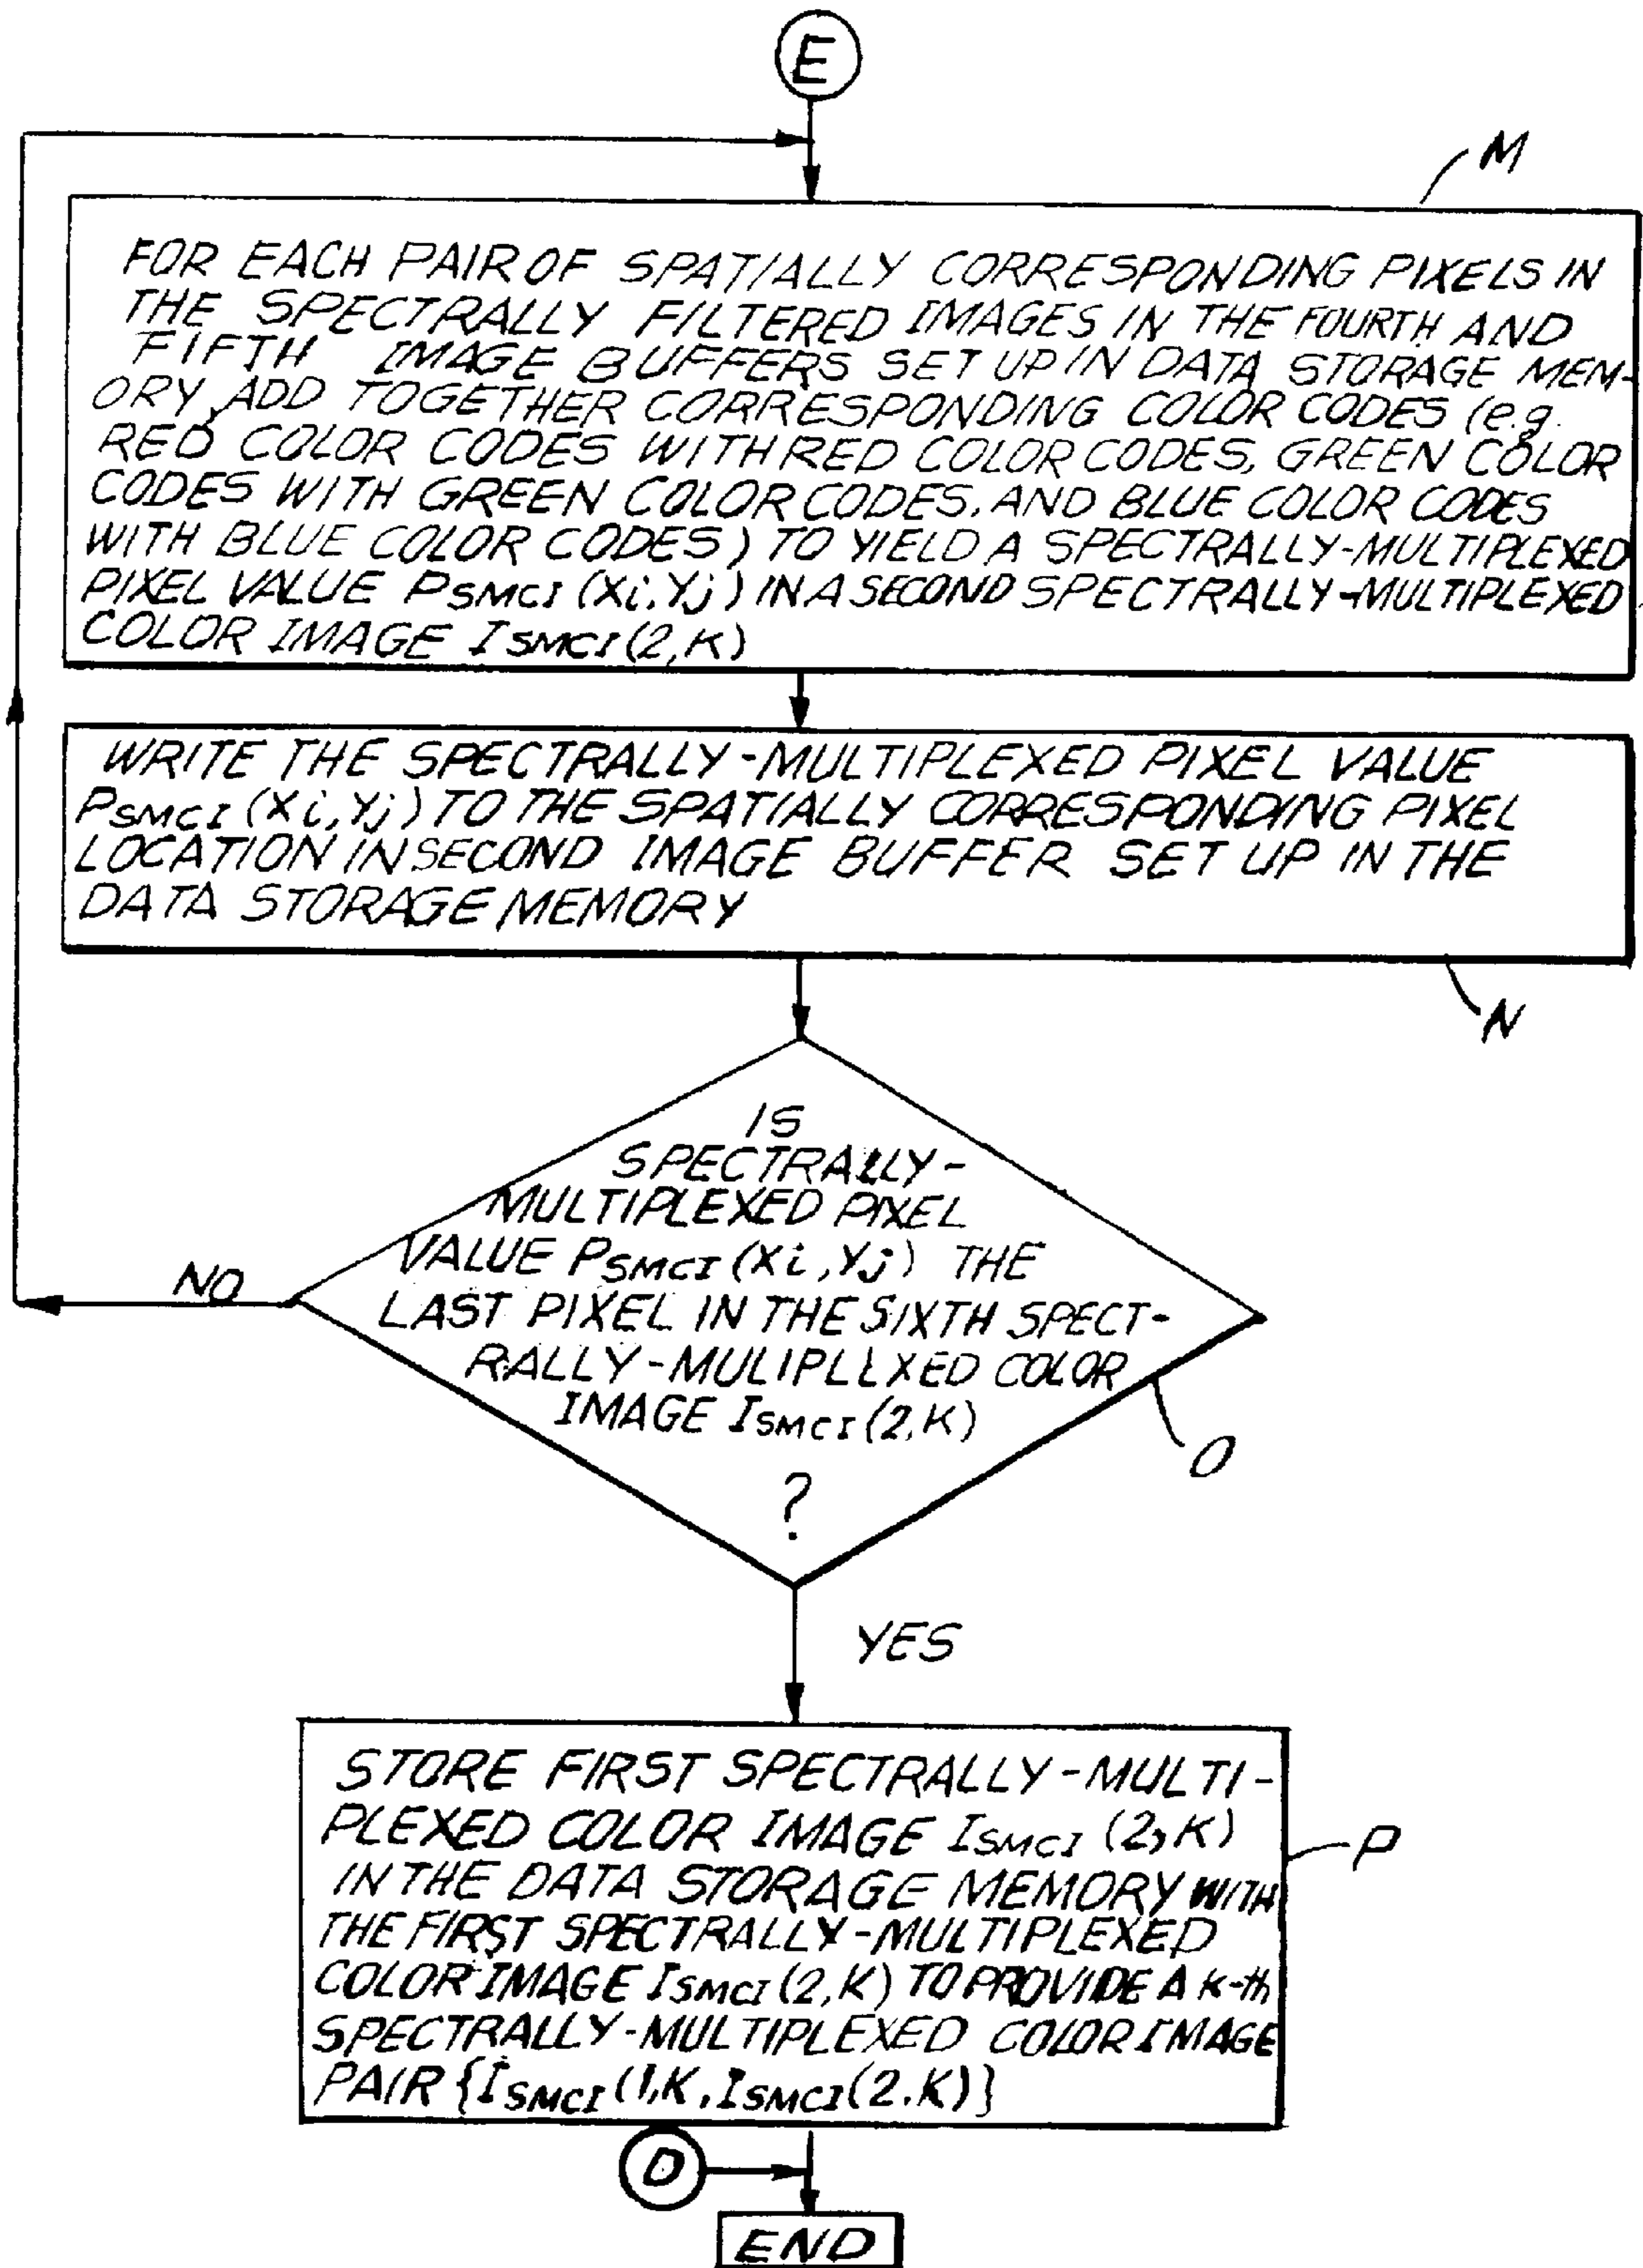 E
M
FOR EACH PAIR OF SPATIALLY CORRESPONDING PIXELS IN
THE SPECTRALLY FILTERED IMAGES IN THE FOURTH AND
FIFTH IMAGE BUFFERS SET UP IN DATA STORAGE MEM-
ORY, ADD TOGETHER CORRESPONDING COLOR CODES (e.g.
RED COLOR CODES WITH RED COLOR CODES, GREEN COLOR
CODES WITH GREEN COLOR CODES, AND BLUE COLOR CODES
WITH BLUE COLOR CODES) TO YIELD A SPECTRALLY-MULTIPLEXED
PIXEL VALUE PSMCI (Xi, Yj) IN A SECOND SPECTRALLY-MULTIPLEXED
COLOR IMAGE ISMCI (2, K)
WRITE THE SPECTRALLY-MULTIPLEXED PIXEL VALUE
PSMCI (Xi, Yj) TO THE SPATIALLY CORRESPONDING PIXEL
LOCATION IN SECOND IMAGE BUFFER SET UP IN THE
DATA STORAGE MEMORY
N
IS
SPECTRALLY-
MULTIPLEXED PIXEL
VALUE PSMCI (Xi, Yj) THE
LAST PIXEL IN THE SIXTH SPECT-
RALLY-MULIPLEXED COLOR
IMAGE ISMCI (2, K)
?
NO
O
YES
STORE FIRST SPECTRALLY-MULTI-
PLEXED COLOR IMAGE ISMCI (2, K)
IN THE DATA STORAGE MEMORY WITH
THE FIRST SPECTRALLY-MULTIPLEXED
COLOR IMAGE ISMCI (2, K) TO PROVIDE A K-th
SPECTRALLY-MULTIPLEXED COLOR IMAGE
PAIR {ISMCI (1, K, ISMCI (2. K)}
P
D
END